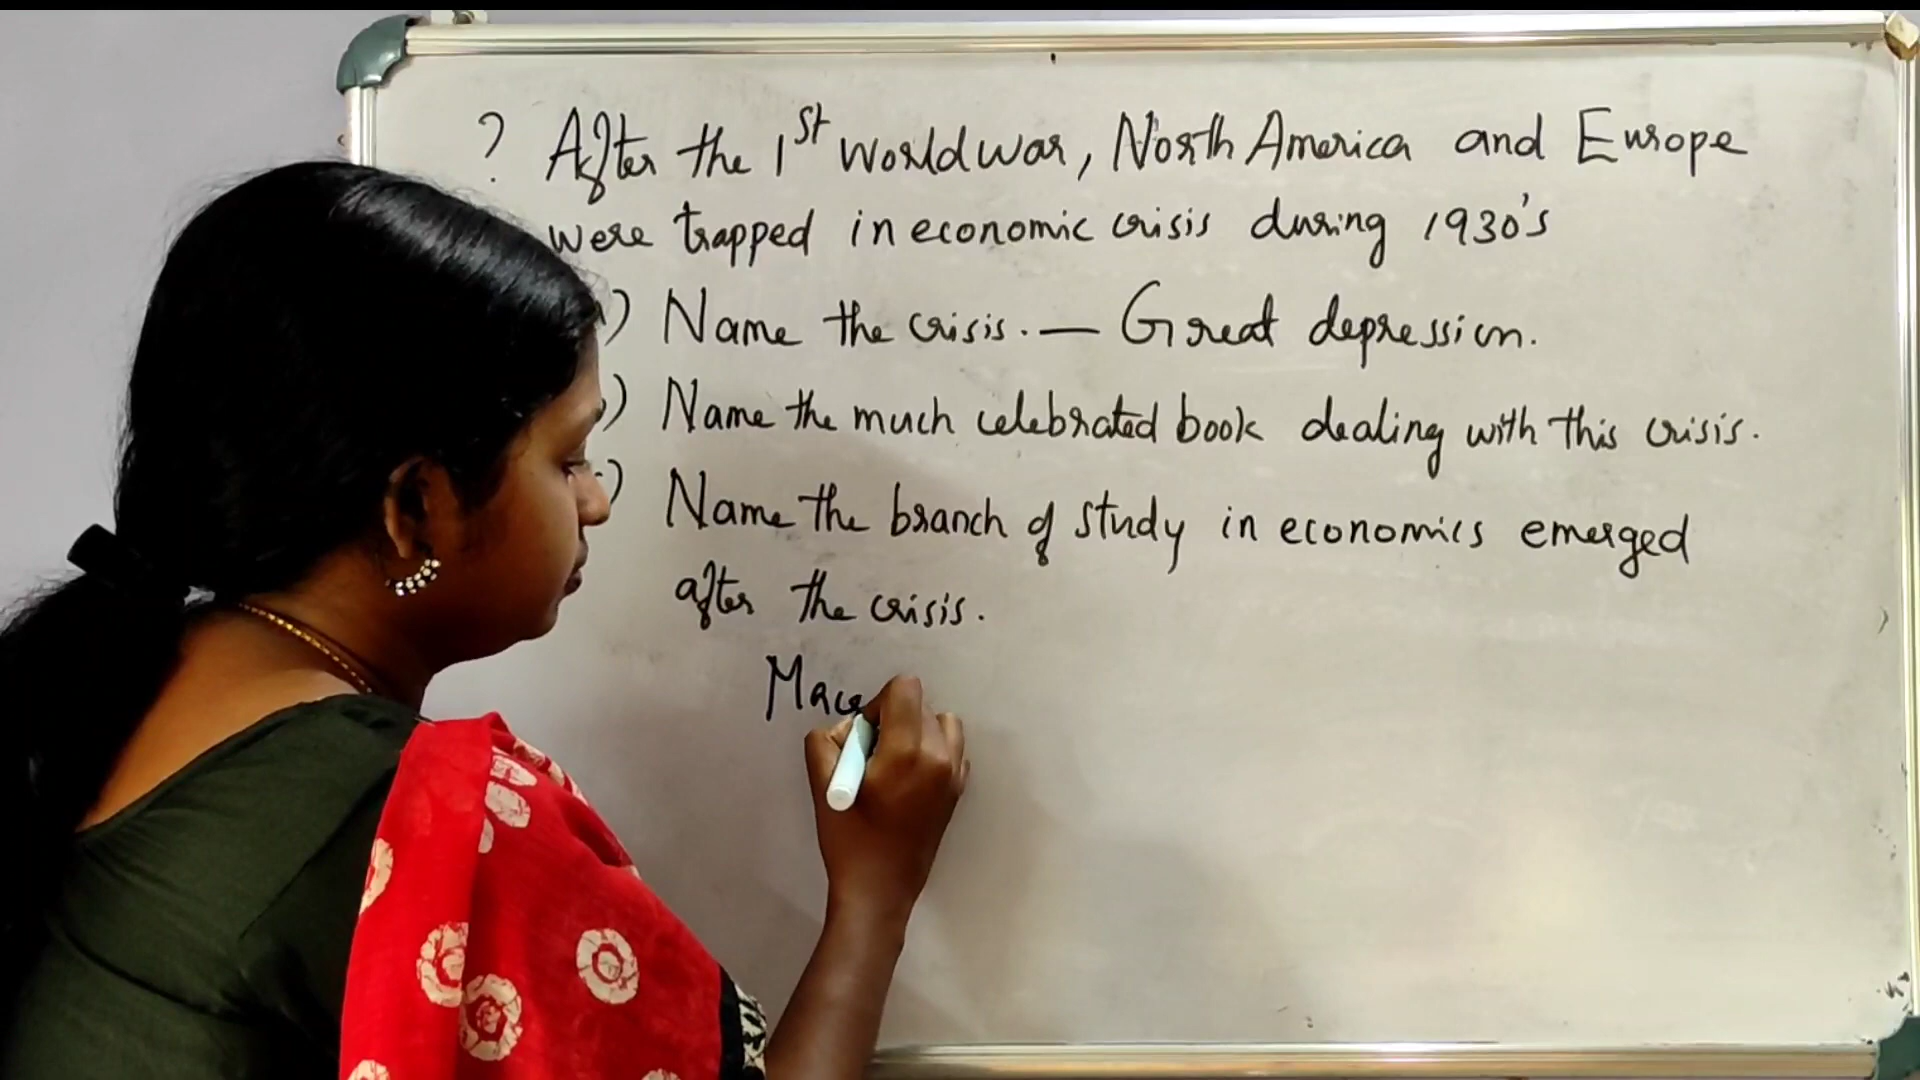 ? After the 1st world war, North America and Europe
were trapped in economic crisis during 1930's
) Name the crisis. — Great depression.
) Name the much celebrated book dealing with this crisis.
) Name the branch of study in economics emerged
after the crisis.